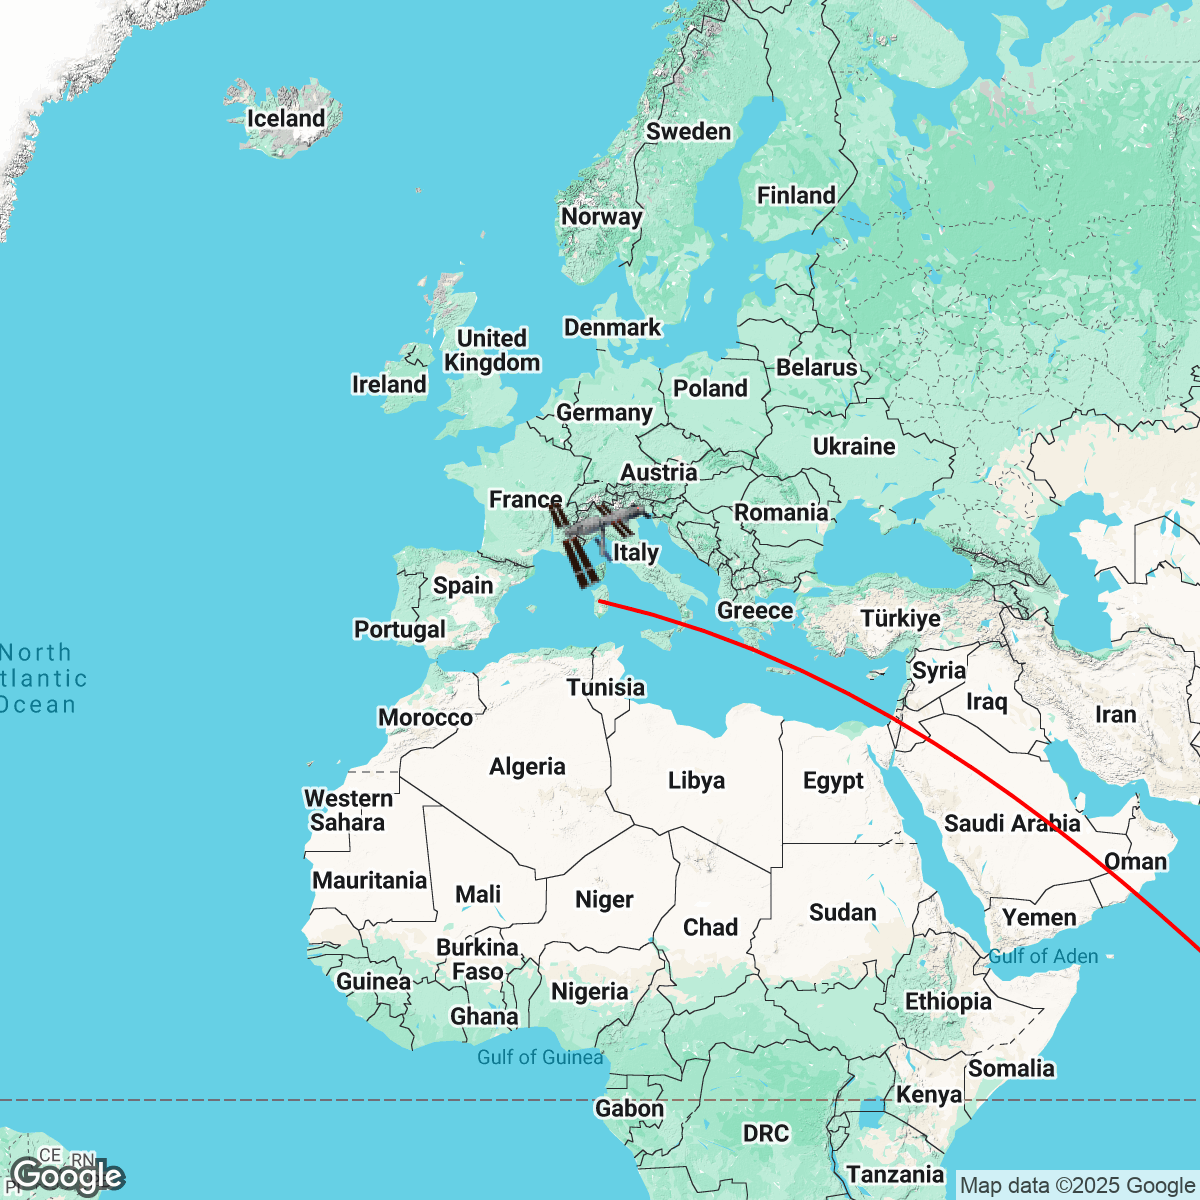 Iceland
Sweden
Finland
Norway
Denmark
United
Kingdom
Ireland
Belarus
Poland
Germany
Ukraine
Austria
France
Romania
Italy
Spain
Greece
Türkiye
Portugal
North
tlantic
Ocean
Syria
Iraq
Iran
Tunisia
Morocco
Algeria
Libya
Egypt
Western
Sahara
Saudi Arabia
Oman
Mauritania
Mali
Niger
Chad
Sudan
Yemen
Burkina
Faso
Gulf of Aden
Guinea
Nigeria
Ethiopia
Ghana
Gulf of Guinea
Somalia
Kenya
Gabon
DRC
Tanzania
CE
RN
Google
Map data ©2025 Google